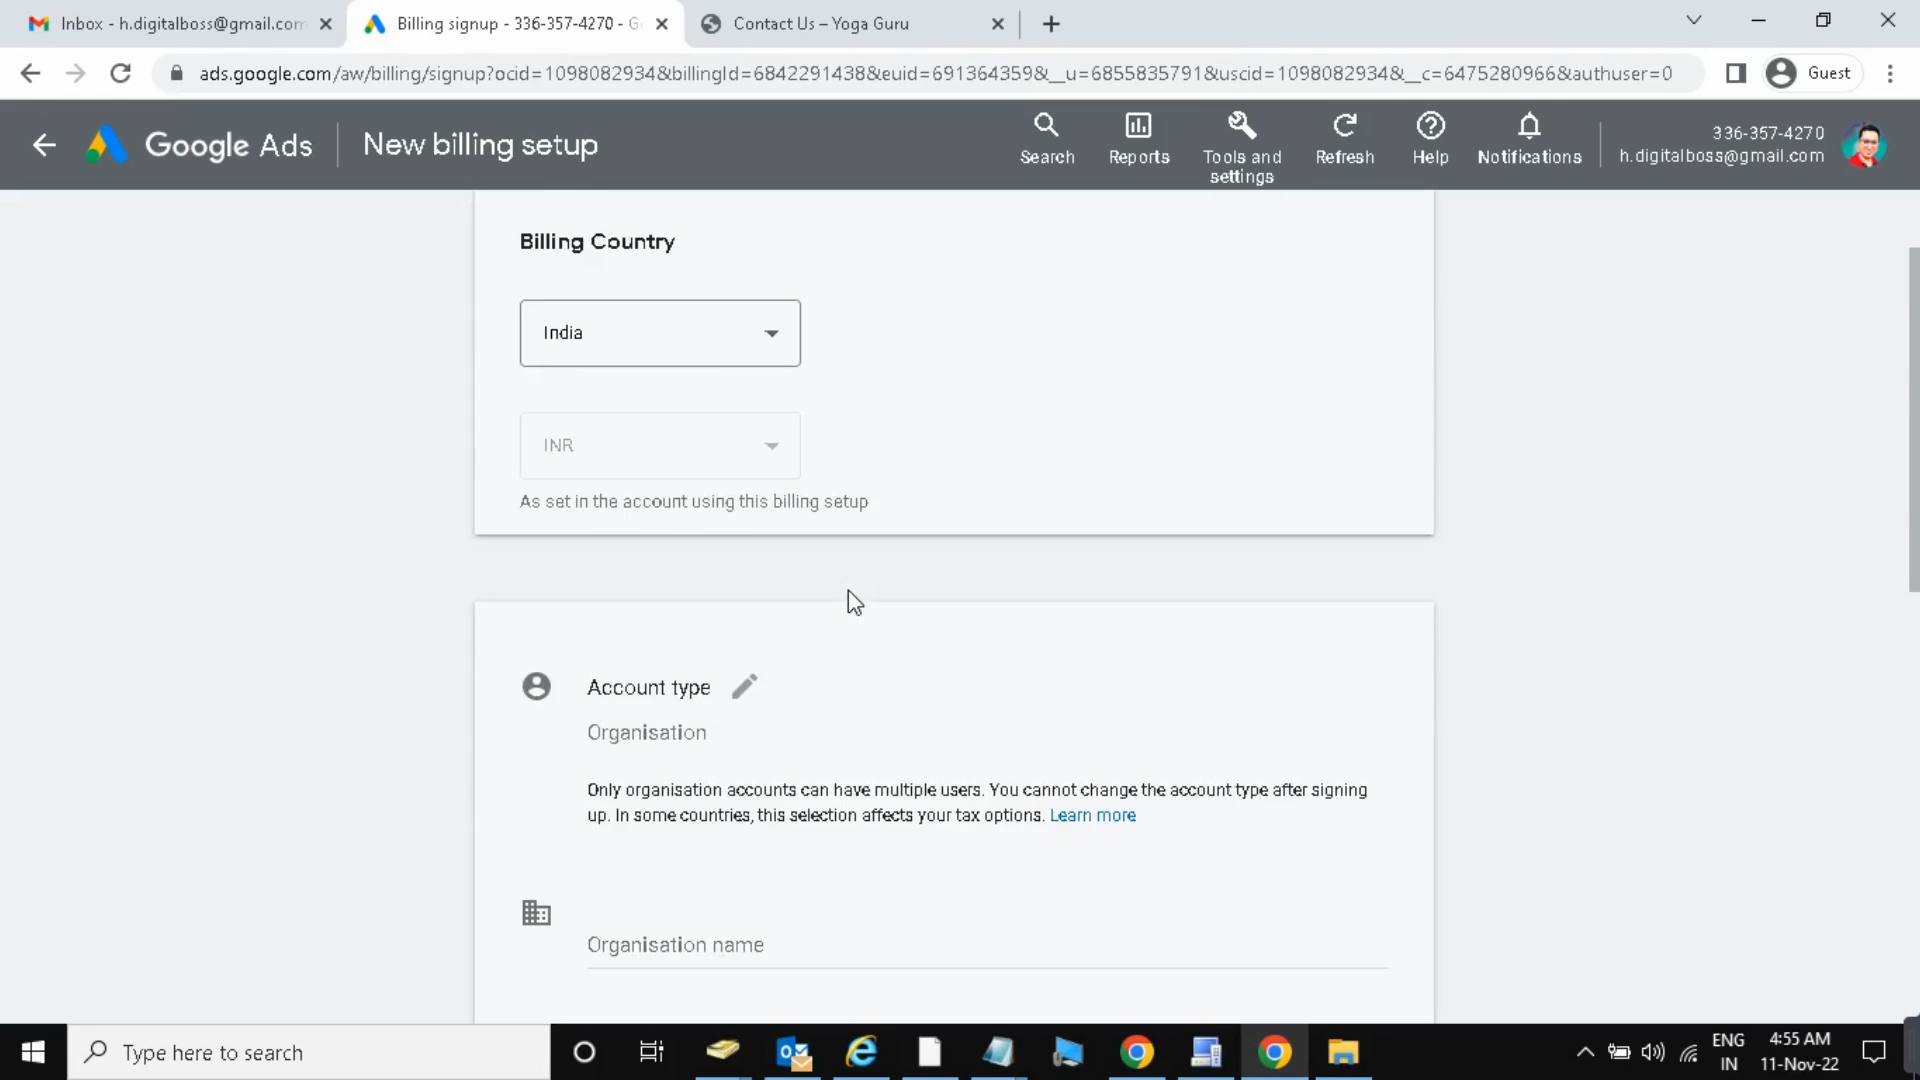 Inbox - h.digitalboss@gmail.com
Billing signup - 336-357-4270 - G
Contact Us – Yoga Guru
ads.google.com/aw/billing/signup?ocid=1098082934&billingId=6842291438&euid=691364359&__u=6855835791&uscid=1098082934&__c=6475280966&authuser=0
Guest
Google Ads
New billing setup
Search
Reports
Tools and
settings
Refresh
Help
Notifications
336-357-4270
h.digitalboss@gmail.com
Billing Country
India
INR
As set in the account using this billing setup
Account type
Organisation
Only organisation accounts can have multiple users. You cannot change the account type after signing
up. In some countries, this selection affects your tax options. Learn more
Organisation name
Type here to search
ENG
IN
4:55 AM
11-Nov-22